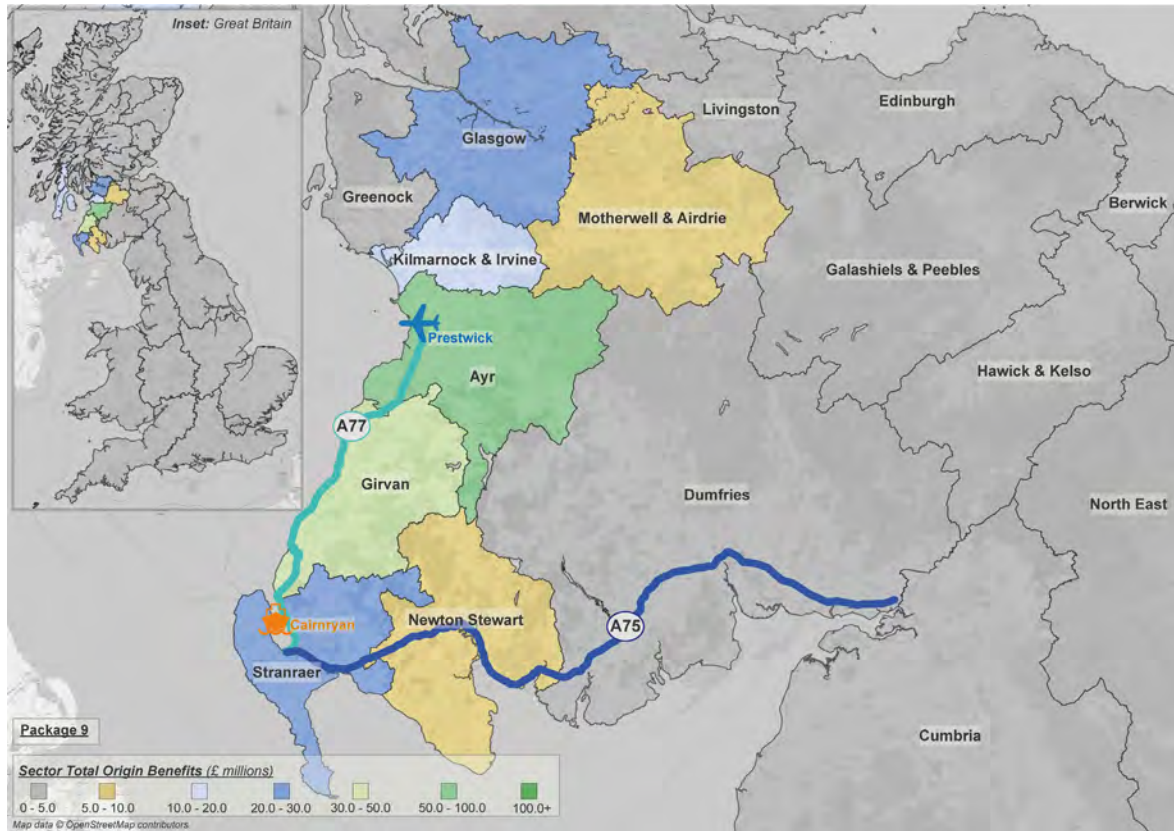 Inset: Great Britain
Glasgow
Livingston
Edinburgh
Greenock
Motherwell & Airdrie
Berwick
Kilmarnock & Irvine
Galashiels & Peebles
Prestwick
Ayr
Hawick & Kelso
A77
Girvan
Dumfries
North East
Cairnryan
Newton Stewart
A75
Stranraer
Cumbria
Package 9
Sector Total Origin Benefits (£ millions)
0 - 5.0
5.0 - 10.0
10.0 - 20.0
20.0 - 30.0
30.0 - 50.0
50.0 - 100.0
100.0+
Map data © OpenStreetMap contributors